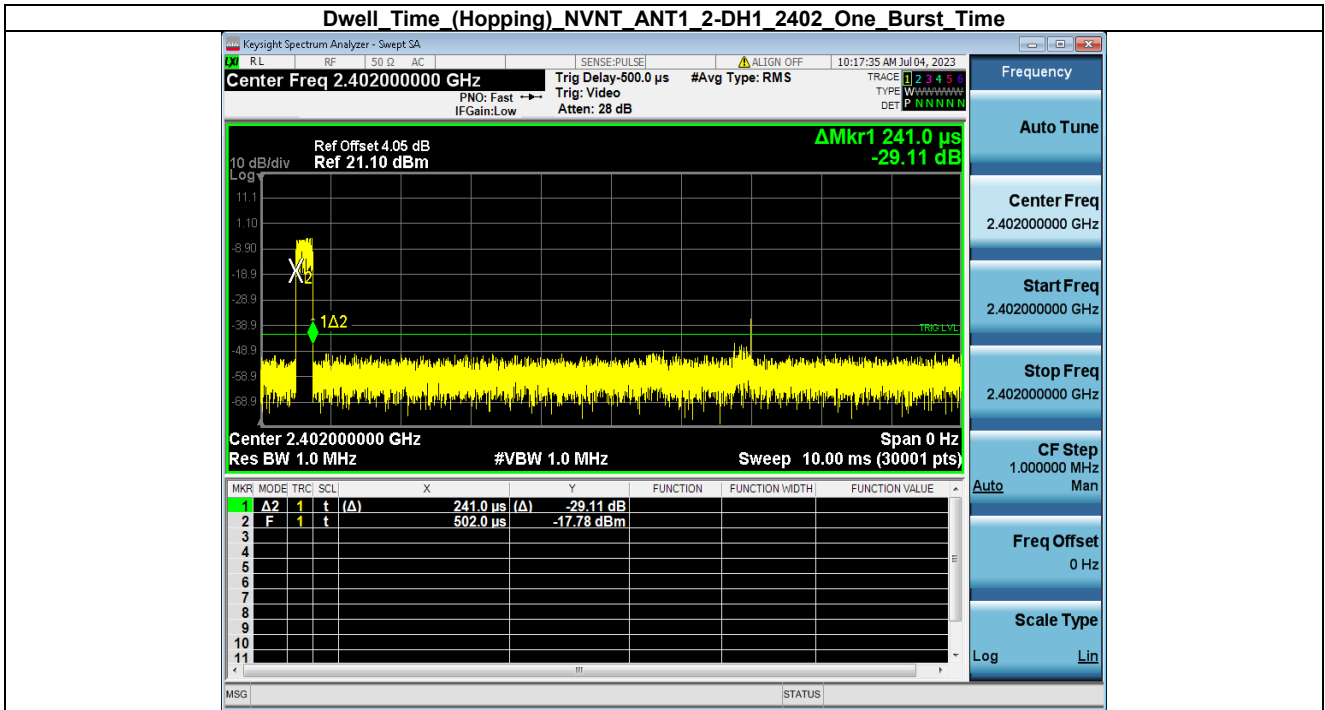 Dwell_Time_(Hopping)_NVNT_ANT1_2-DH1_2402_One_Burst_Time
Keysight Spectrum Analyzer - Swept SA
LXI RL RF 50 Ω AC SENSE:PULSE ALIGN OFF 10:17:35 AM Jul 04, 2023
Center Freq 2.402000000 GHz
PNO: Fast
IFGain:Low
Trig Delay-500.0 µs
Trig: Video
Atten: 28 dB
#Avg Type: RMS
TRACE 1 2 3 4 5 6
TYPE WWWWWW
DET P N N N N N
ΔMkr1 241.0 µs
-29.11 dB
Ref Offset 4.05 dB
10 dB/div Ref 21.10 dBm
Log
11.1
1.10
-8.90
-18.9
-28.9
-38.9
-48.9
-58.9
-68.9
X2
1Δ2
TRIG LVL
Center 2.402000000 GHz Span 0 Hz
Res BW 1.0 MHz #VBW 1.0 MHz Sweep 10.00 ms (30001 pts)
MKR MODE TRC SCL X Y FUNCTION FUNCTION WIDTH FUNCTION VALUE
1 Δ2 1 t (Δ) 241.0 µs (Δ) -29.11 dB
2 F 1 t 502.0 µs -17.78 dBm
3
4
5
6
7
8
9
10
11
MSG STATUS
Frequency
Auto Tune
Center Freq
2.402000000 GHz
Start Freq
2.402000000 GHz
Stop Freq
2.402000000 GHz
CF Step
1.000000 MHz
Auto Man
Freq Offset
0 Hz
Scale Type
Log Lin